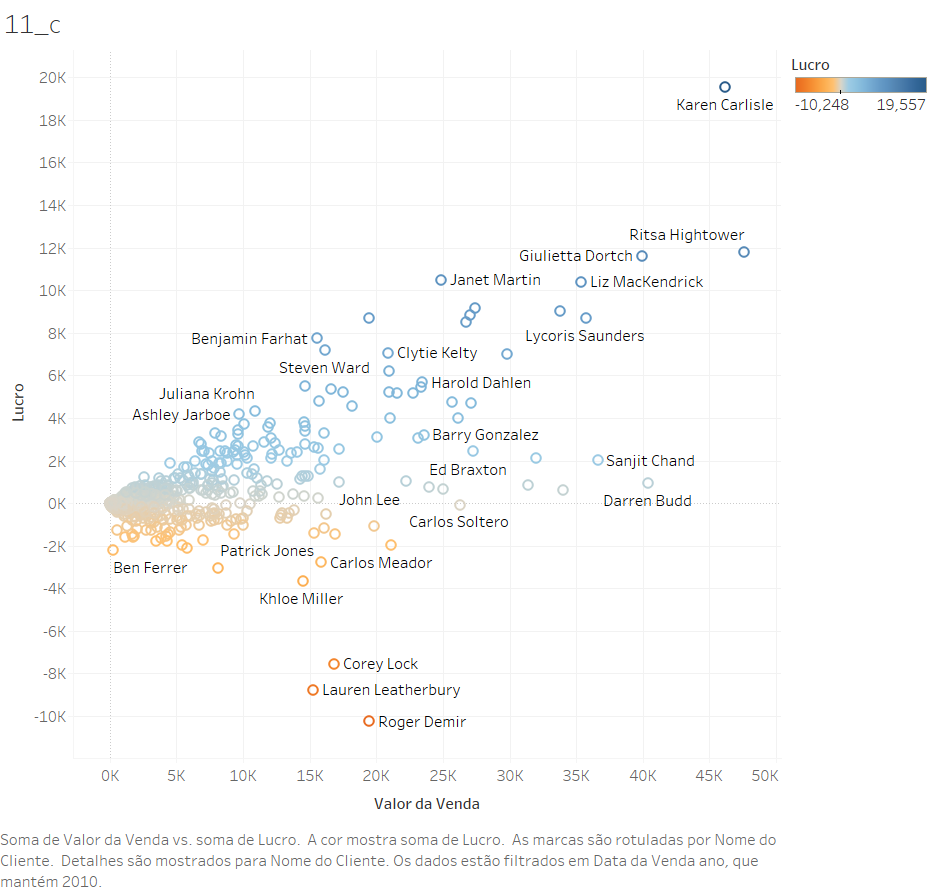 11_c
Lucro
-10,248 19,557
20K
Karen Carlisle
18K
16K
14K
Ritsa Hightower
12K
Giulietta Dortch
10K
Janet Martin
Liz MacKendrick
8K
Benjamin Farhat
Lycoris Saunders
Clytie Kelty
6K
Steven Ward
Harold Dahlen
Juliana Krohn
4K
Ashley Jarboe
Barry Gonzalez
2K
Sanjit Chand
Ed Braxton
0K
John Lee
Darren Budd
Carlos Soltero
-2K
Patrick Jones
Carlos Meador
Ben Ferrer
-4K
Khloe Miller
-6K
Corey Lock
-8K
Lauren Leatherbury
-10K
Roger Demir
Lucro
0K 5K 10K 15K 20K 25K 30K 35K 40K 45K 50K
Valor da Venda
Soma de Valor da Venda vs. soma de Lucro. A cor mostra soma de Lucro. As marcas são rotuladas por Nome do
Cliente. Detalhes são mostrados para Nome do Cliente. Os dados estão filtrados em Data da Venda ano, que
mantém 2010.